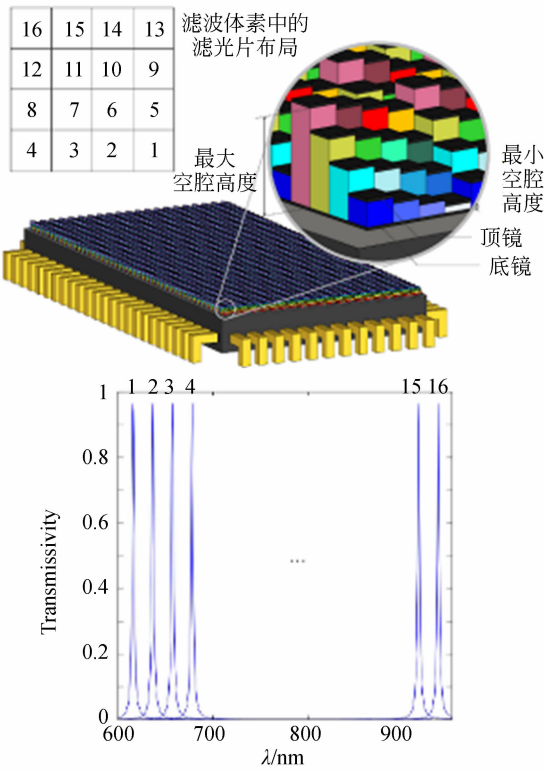 16 15 14 13
12 11 10 9
8 7 6 5
4 3 2 1
滤波体素中的
滤光片布局
最大
空腔高度
最小
空腔
高度
顶镜
底镜
1 2 3 4 15 16
1
0.8
0.6
0.4
0.2
0
Transmissivity
...
600 700 800 900
λ/nm